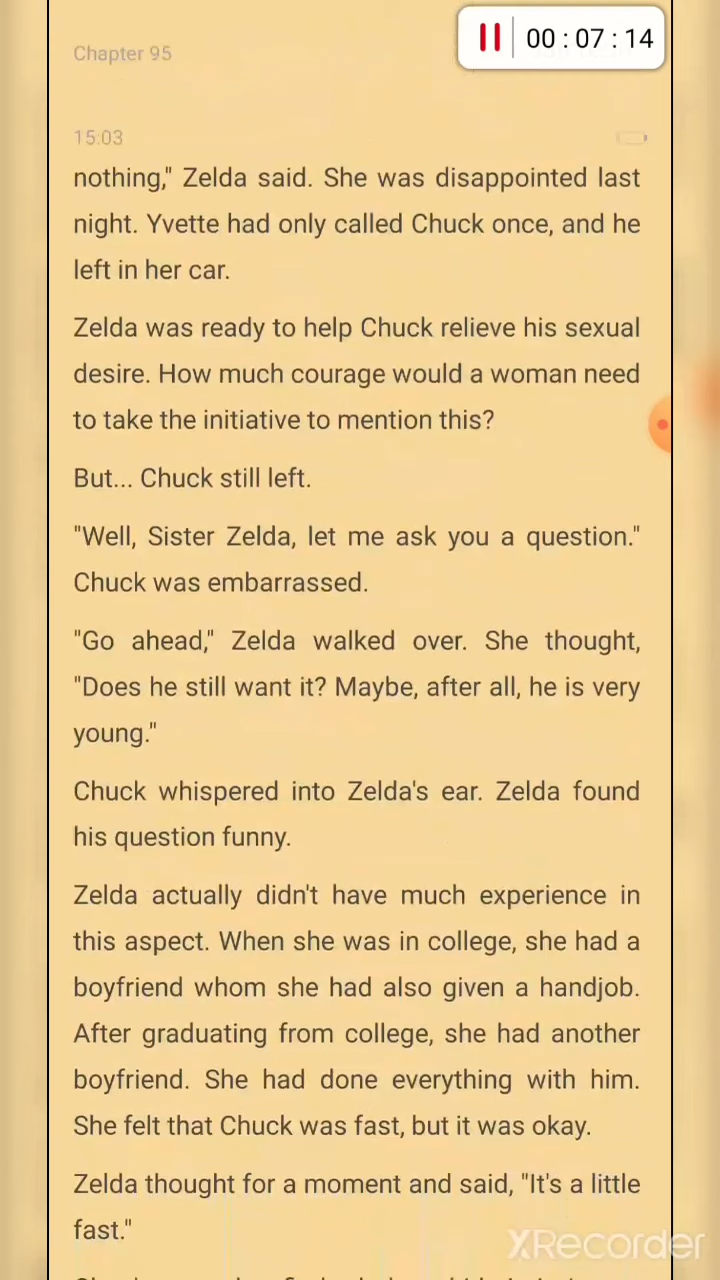 Chapter 95
00 : 07 : 14
15:03
nothing," Zelda said. She was disappointed last
night. Yvette had only called Chuck once, and he
left in her car.
Zelda was ready to help Chuck relieve his sexual
desire. How much courage would a woman need
to take the initiative to mention this?
But... Chuck still left.
"Well, Sister Zelda, let me ask you a question."
Chuck was embarrassed.
"Go ahead," Zelda walked over. She thought,
"Does he still want it? Maybe, after all, he is very
young."
Chuck whispered into Zelda's ear. Zelda found
his question funny.
Zelda actually didn't have much experience in
this aspect. When she was in college, she had a
boyfriend whom she had also given a handjob.
After graduating from college, she had another
boyfriend. She had done everything with him.
She felt that Chuck was fast, but it was okay.
Zelda thought for a moment and said, "It's a little
fast."
XRecorder